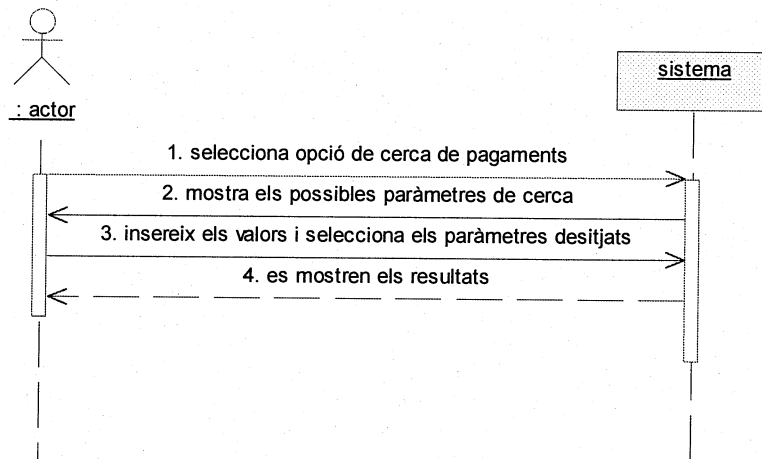 sistema
: actor
1. selecciona opció de cerca de pagaments
2. mostra els possibles paràmetres de cerca
3. insereix els valors i selecciona els paràmetres desitjats
4. es mostren els resultats